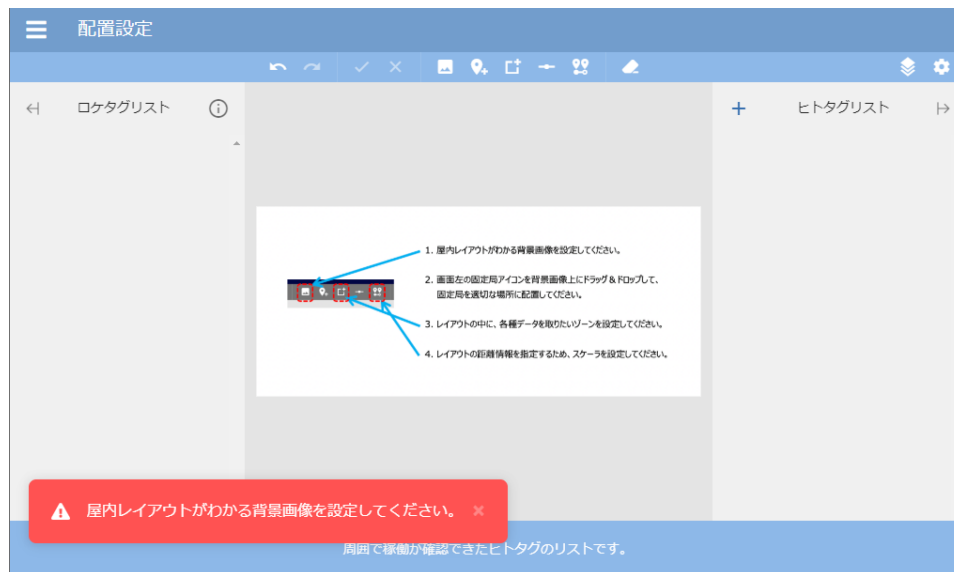 配置設定
ロケタグリスト
ヒトタグリスト
1. 屋内レイアウトがわかる背景画像を設定してください。
2. 画面左の固定局アイコンを背景画像上にドラッグ＆ドロップして、
固定局を適切な場所に配置してください。
3. レイアウトの中に、各種データを取りたいゾーンを設定してください。
4. レイアウトの距離情報を指定するため、スケーラを設定してください。
屋内レイアウトがわかる背景画像を設定してください。
周囲で稼働が確認できたヒトタグのリストです。